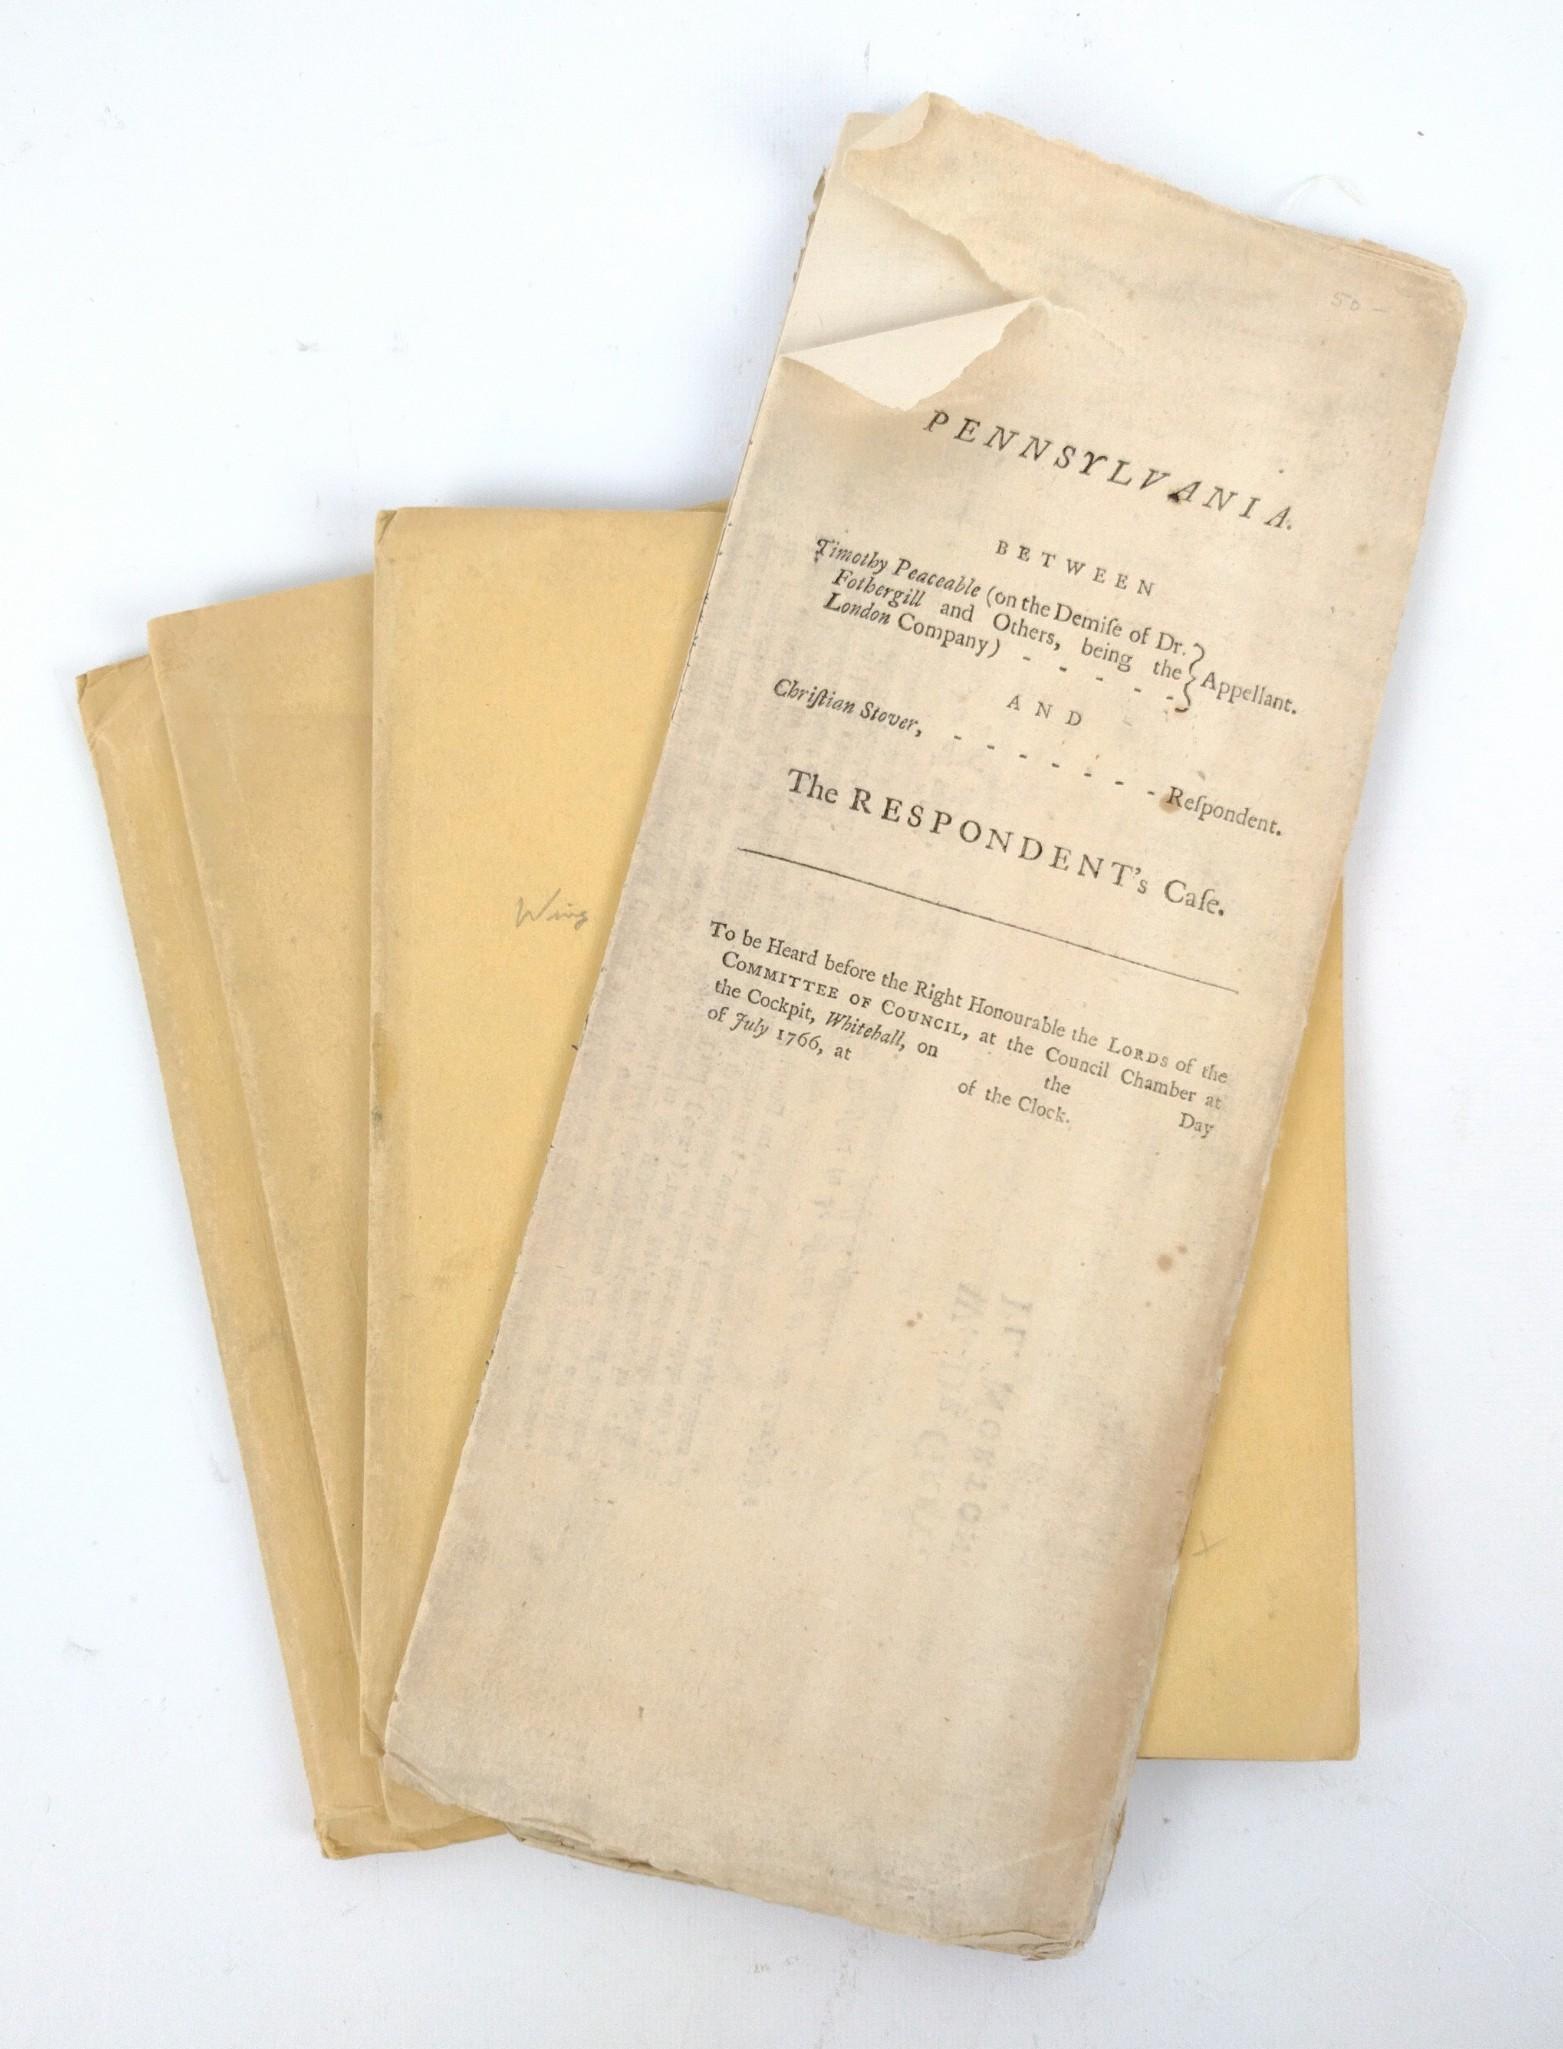 50 —
PENNSYLVANIA.
BETWEEN
Timothy Peaceable (on the Demiſe of Dr.
Fothergill and Others, being the
London Company) - - - - -
} Appellant.
AND
Chriſtian Stover, - - - - - - - Reſpondent.
The RESPONDENT's Caſe.
To be Heard before the Right Honourable the LORDS of the
COMMITTEE OF COUNCIL, at the Council Chamber at
the Cockpit, Whitehall, on the Day
of July 1766, at of the Clock.
Wing
x